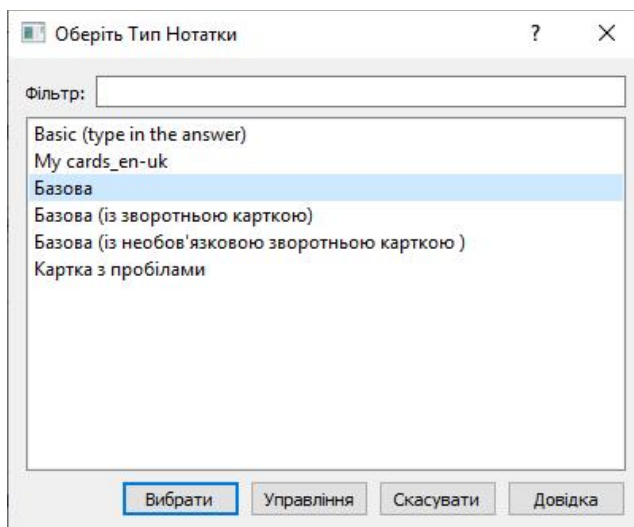 Оберіть Тип Нотатки ?
Фільтр:
Basic (type in the answer)
My cards_en-uk
Базова
Базова (із зворотньою карткою)
Базова (із необов'язковою зворотньою карткою )
Картка з пробілами
Вибрати Управління Скасувати Довідка